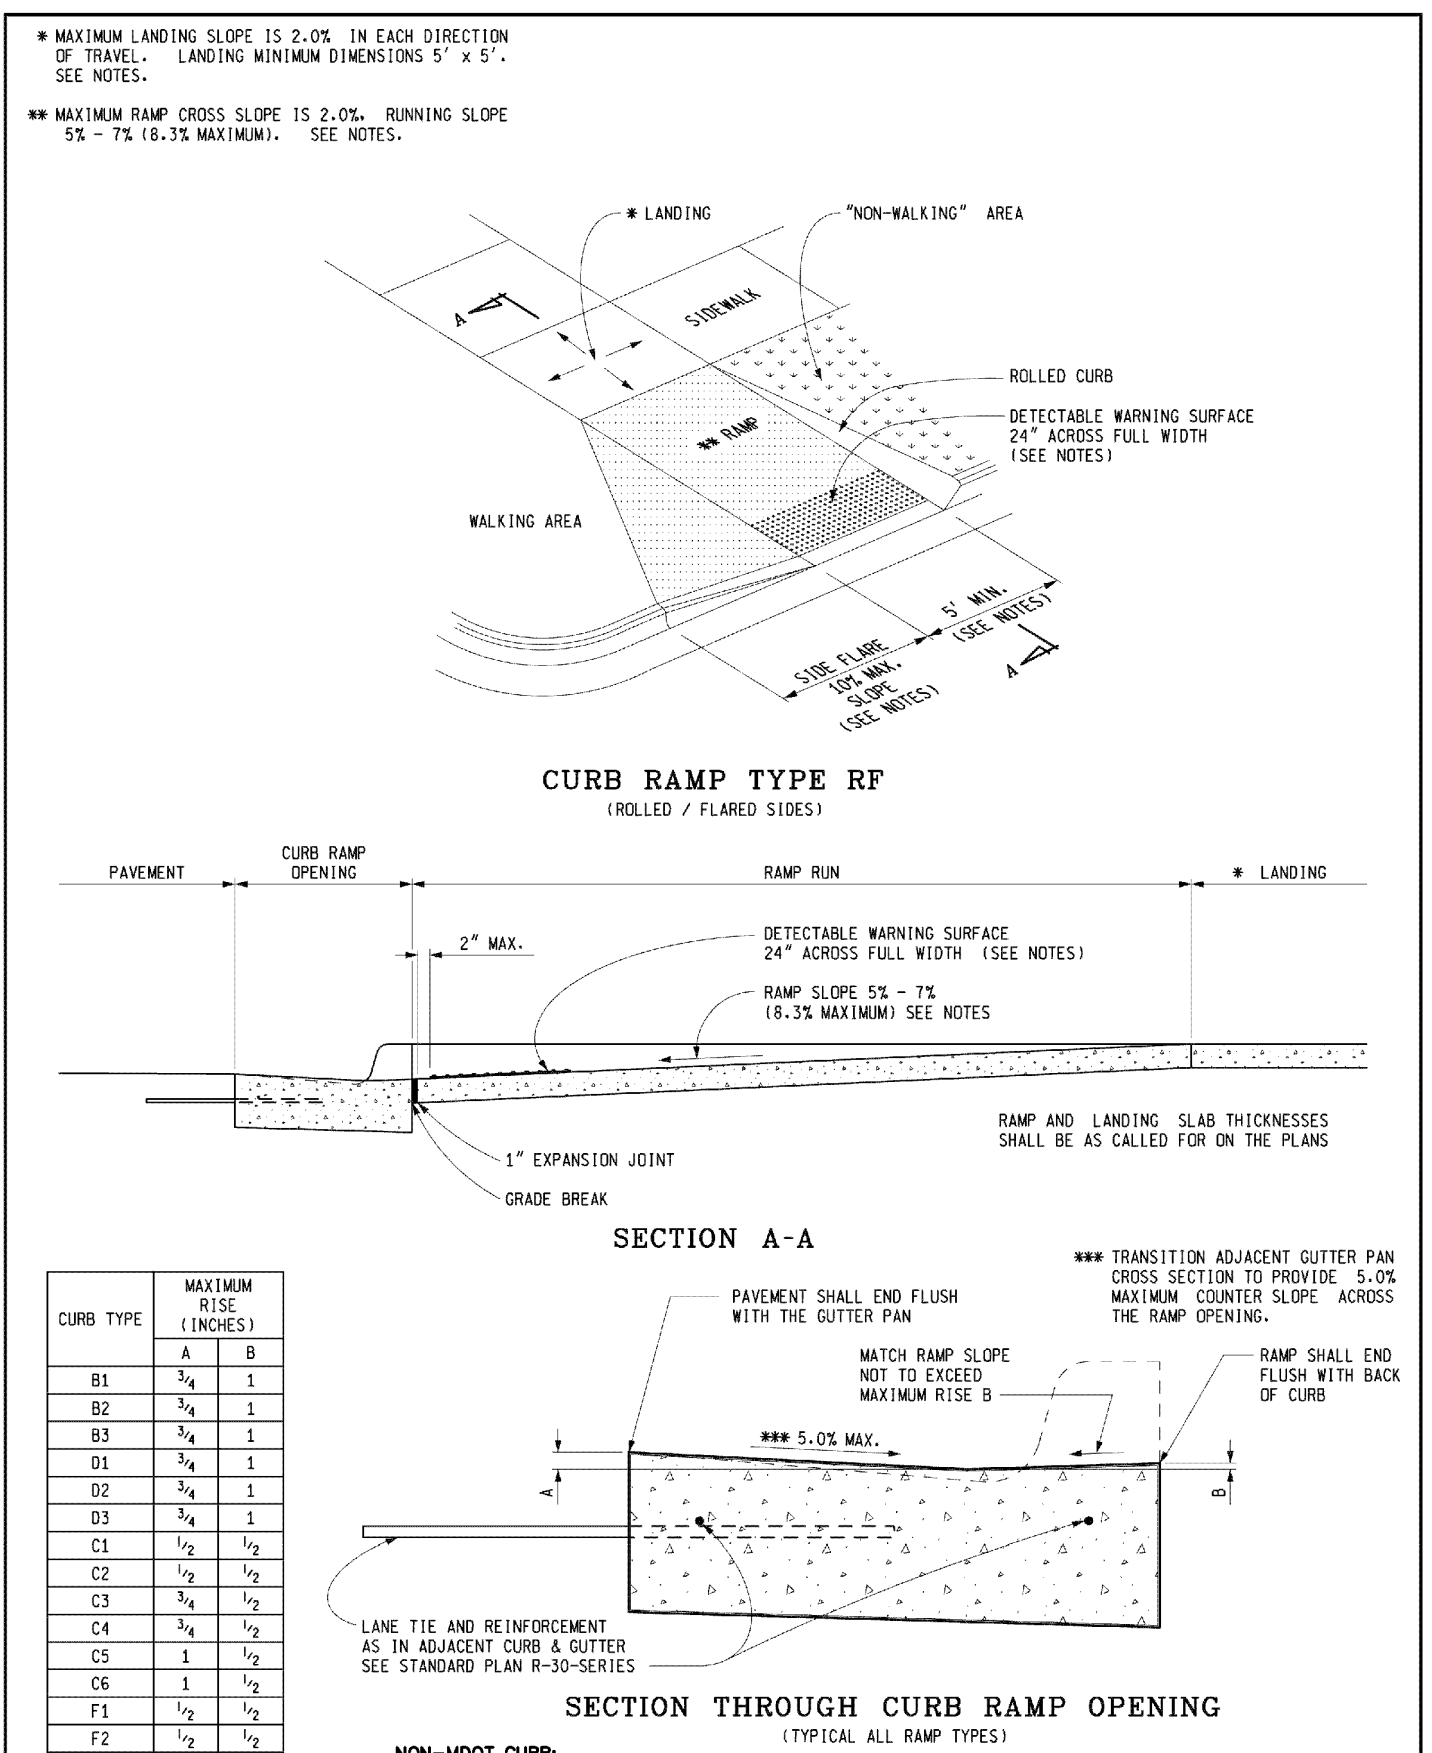 * MAXIMUM LANDING SLOPE IS 2.0% IN EACH DIRECTION
OF TRAVEL. LANDING MINIMUM DIMENSIONS 5' x 5'.
SEE NOTES.
** MAXIMUM RAMP CROSS SLOPE IS 2.0%. RUNNING SLOPE
5% - 7% (8.3% MAXIMUM). SEE NOTES.
* LANDING
"NON-WALKING" AREA
A
SIDEWALK
ROLLED CURB
DETECTABLE WARNING SURFACE
24" ACROSS FULL WIDTH
(SEE NOTES)
** RAMP
WALKING AREA
5' MIN.
(SEE NOTES)
SIDE FLARE
10% MAX.
SLOPE
(SEE NOTES)
A
CURB RAMP TYPE RF
(ROLLED / FLARED SIDES)
PAVEMENT
CURB RAMP
OPENING
RAMP RUN
* LANDING
2" MAX.
DETECTABLE WARNING SURFACE
24" ACROSS FULL WIDTH (SEE NOTES)
RAMP SLOPE 5% - 7%
(8.3% MAXIMUM) SEE NOTES
RAMP AND LANDING SLAB THICKNESSES
SHALL BE AS CALLED FOR ON THE PLANS
1" EXPANSION JOINT
GRADE BREAK
SECTION A-A
CURB TYPE
MAXIMUM
RISE
(INCHES)
A B
B1 3/4 1
B2 3/4 1
B3 3/4 1
D1 3/4 1
D2 3/4 1
D3 3/4 1
C1 1/2 1/2
C2 1/2 1/2
C3 3/4 1/2
C4 3/4 1/2
C5 1 1/2
C6 1 1/2
F1 1/2 1/2
F2 1/2 1/2
PAVEMENT SHALL END FLUSH
WITH THE GUTTER PAN
*** TRANSITION ADJACENT GUTTER PAN
CROSS SECTION TO PROVIDE 5.0%
MAXIMUM COUNTER SLOPE ACROSS
THE RAMP OPENING.
MATCH RAMP SLOPE
NOT TO EXCEED
MAXIMUM RISE B
RAMP SHALL END
FLUSH WITH BACK
OF CURB
*** 5.0% MAX.
A
B
LANE TIE AND REINFORCEMENT
AS IN ADJACENT CURB & GUTTER
SEE STANDARD PLAN R-30-SERIES
SECTION THROUGH CURB RAMP OPENING
(TYPICAL ALL RAMP TYPES)
NON-MDOT CURB: